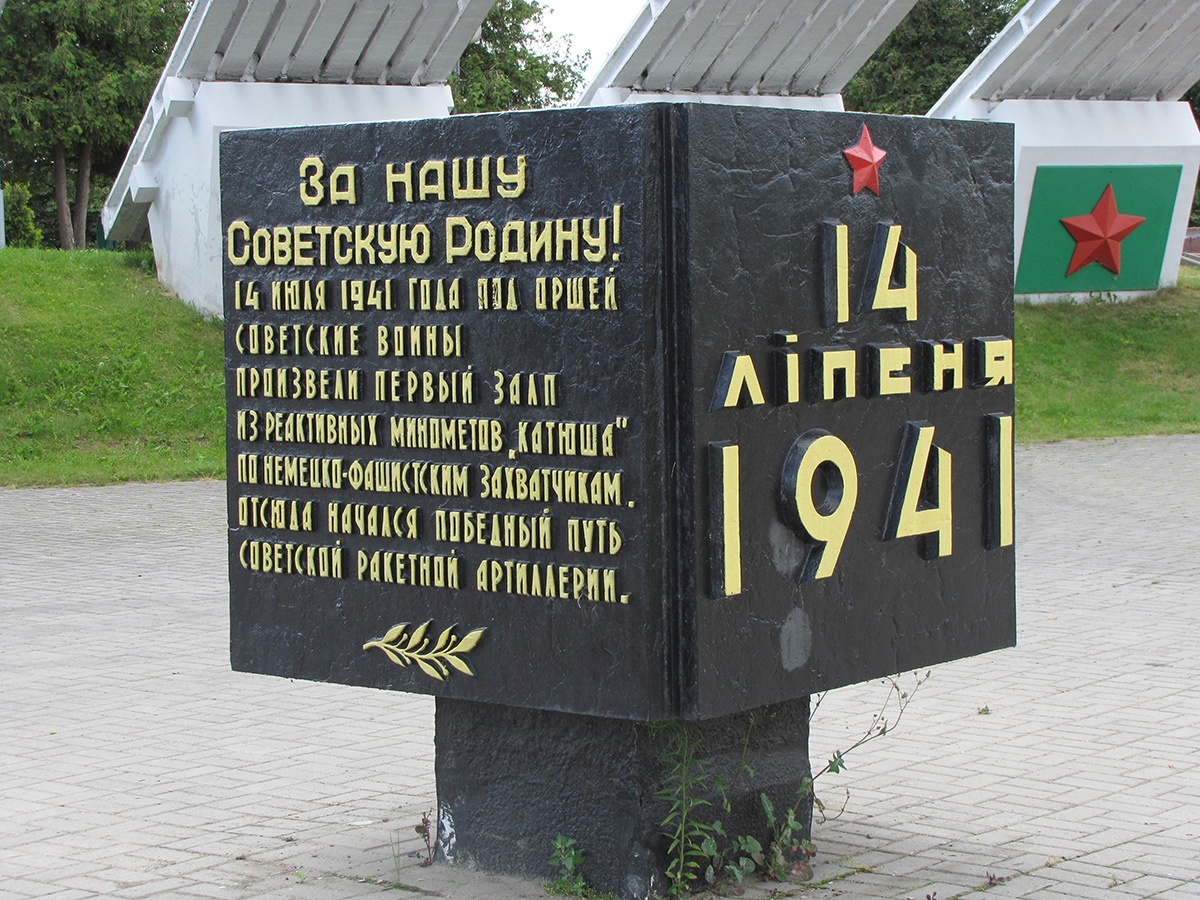 За нашу
Советскую Родину!
14 июля 1941 года под Оршей
советские воины
произвели первый залп
из реактивных минометов „Катюша"
по немецко-фашистским захватчикам.
Отсюда начался победный путь
советской ракетной артиллерии.
14
ліпеня
1941